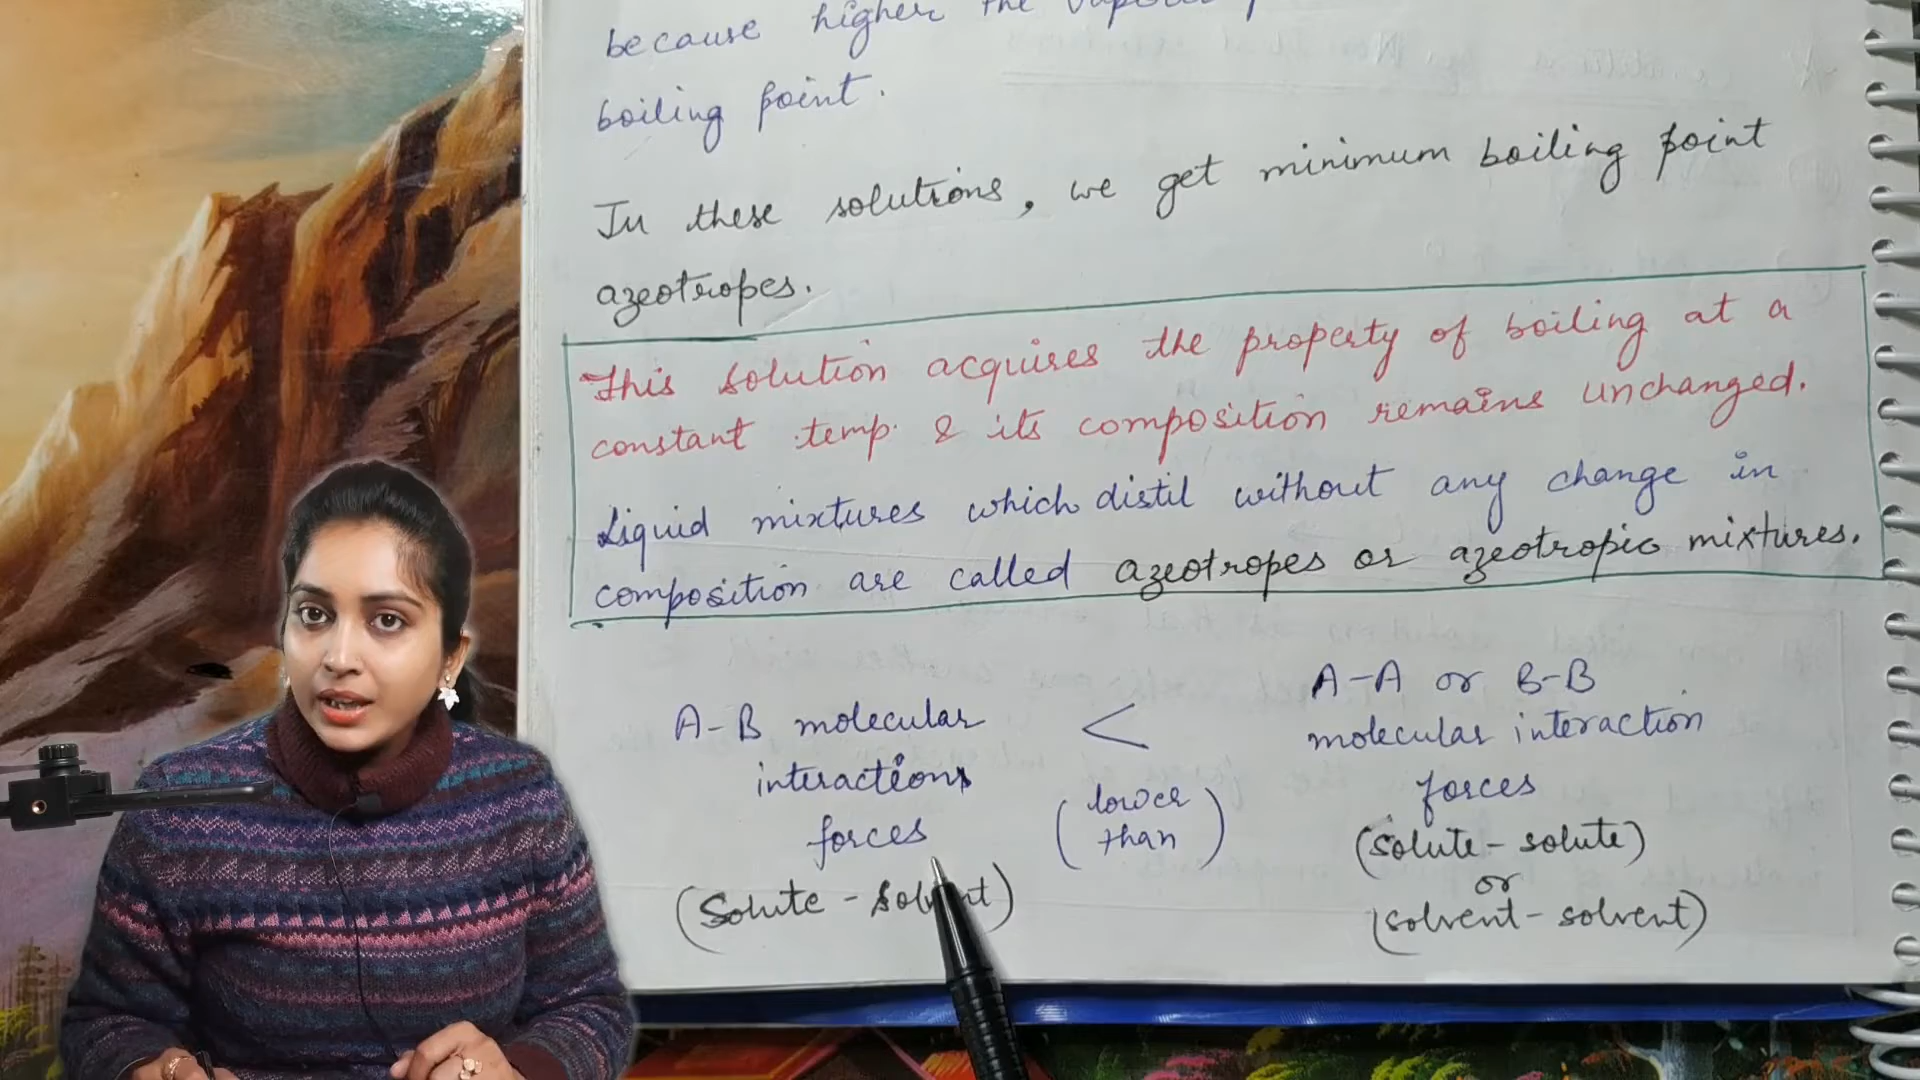 because higher the
boiling point.
In these solutions, we get minimum boiling point
azeotropes.
This solution acquires the property of boiling at a
constant temp. & its composition remains unchanged.
Liquid mixtures which distil without any change in
composition are called azeotropes or azeotropic mixtures.
A-B molecular
interactions
forces
(Solute - Solvent)
<
(lower
than)
A-A or B-B
molecular interaction
forces
(solute - solute)
or
(solvent - solvent)